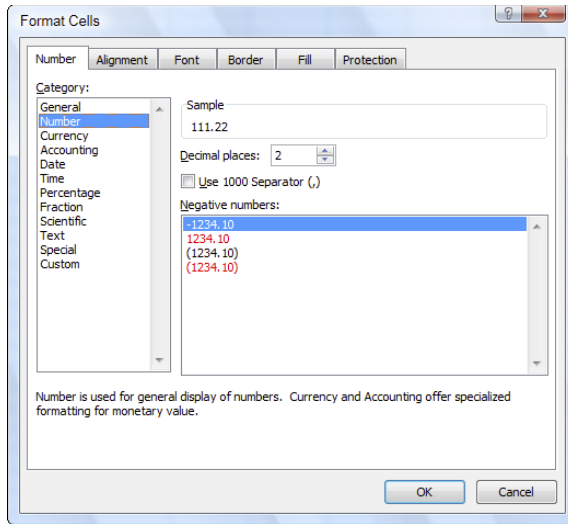 Format Cells
Number Alignment Font Border Fill Protection
Category:
General
Number
Currency
Accounting
Date
Time
Percentage
Fraction
Scientific
Text
Special
Custom
Sample
111.22
Decimal places: 2
Use 1000 Separator (,)
Negative numbers:
-1234.10
1234.10
(1234.10)
(1234.10)
Number is used for general display of numbers. Currency and Accounting offer specialized
formatting for monetary value.
OK Cancel